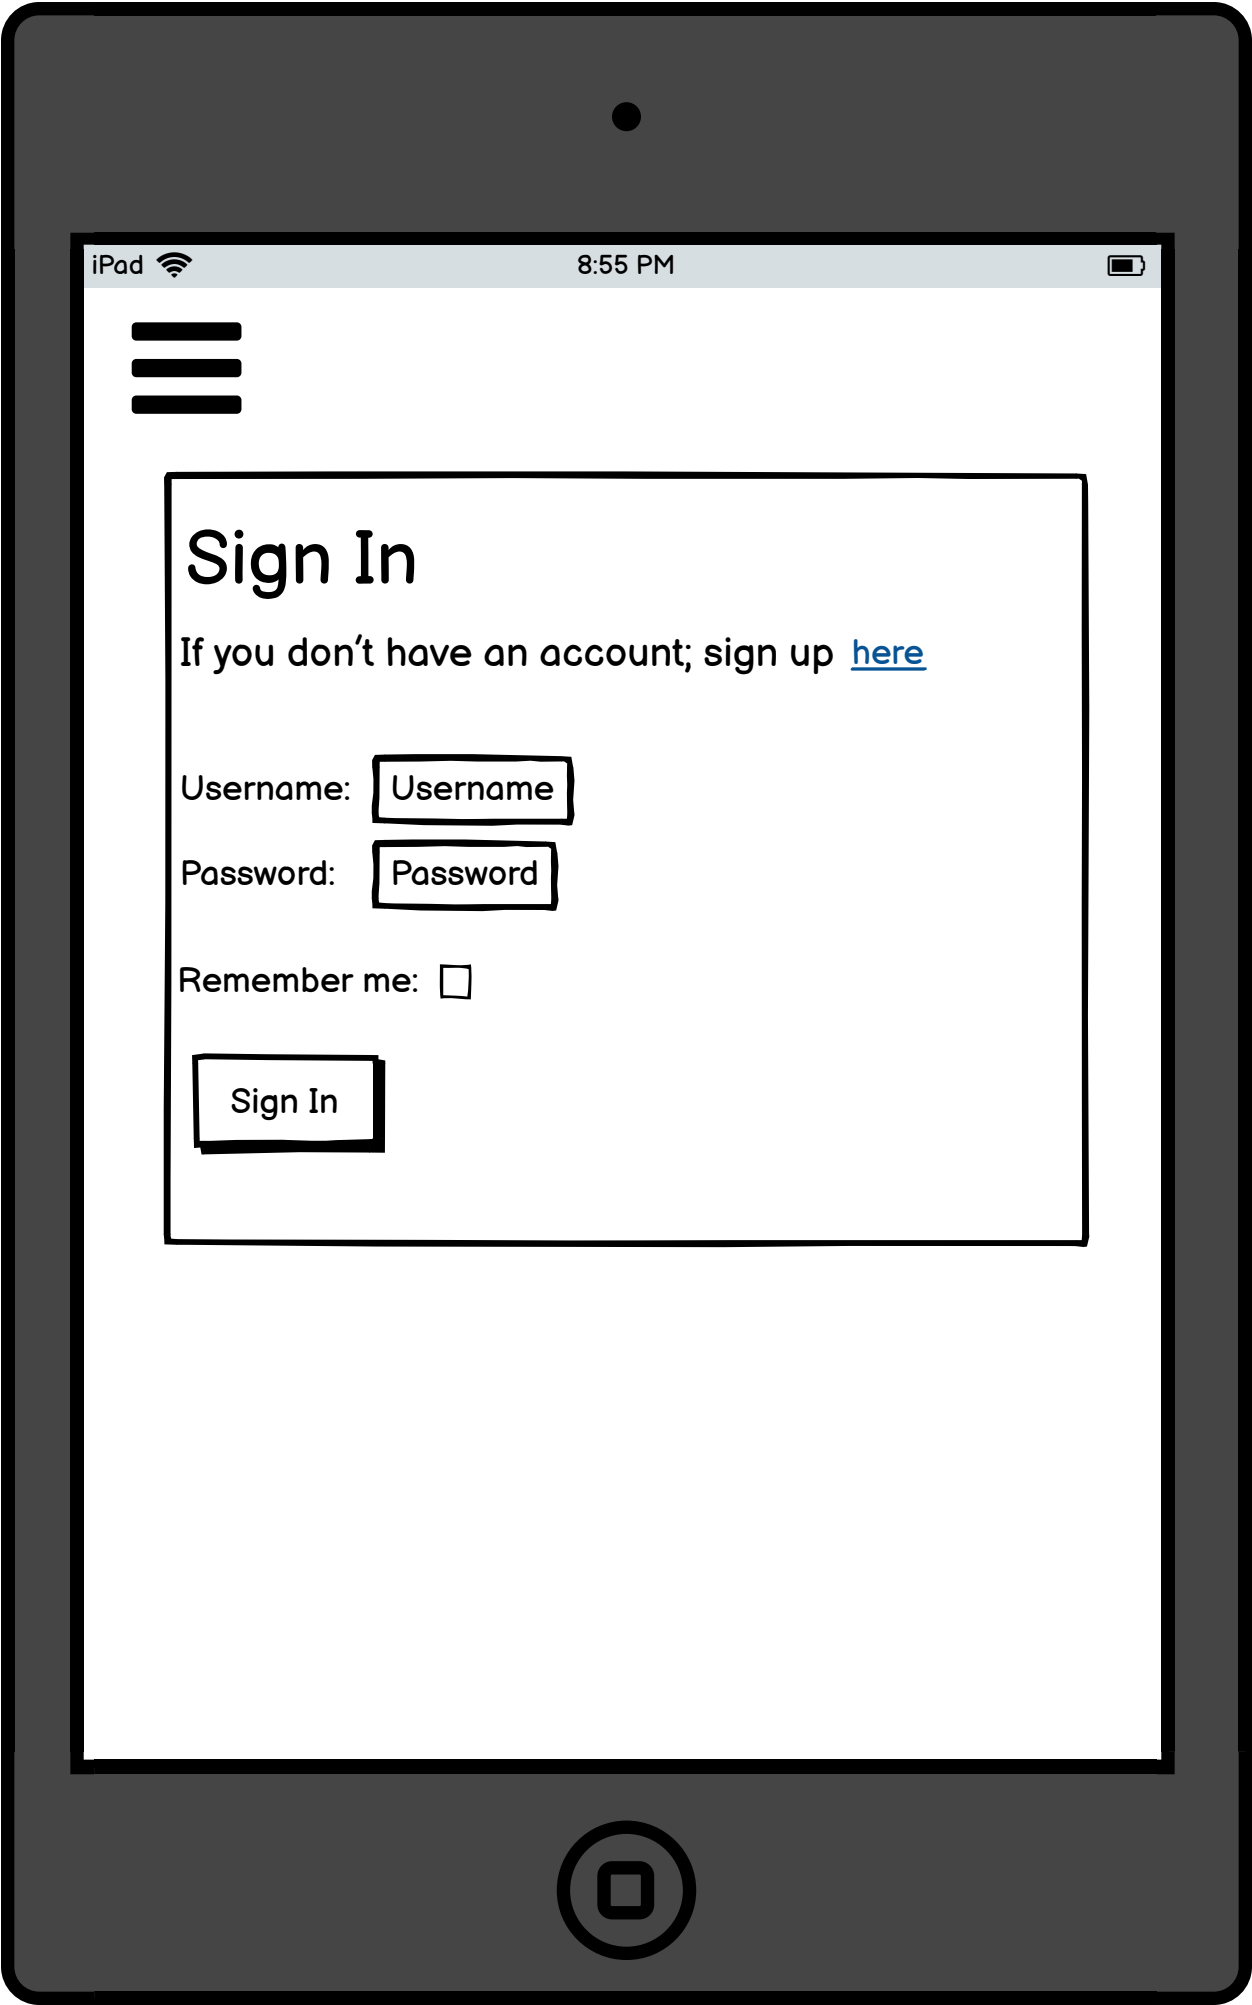 iPad 8:55 PM
Sign In
If you don't have an account; sign up here
Username: Username
Password: Password
Remember me:
Sign In